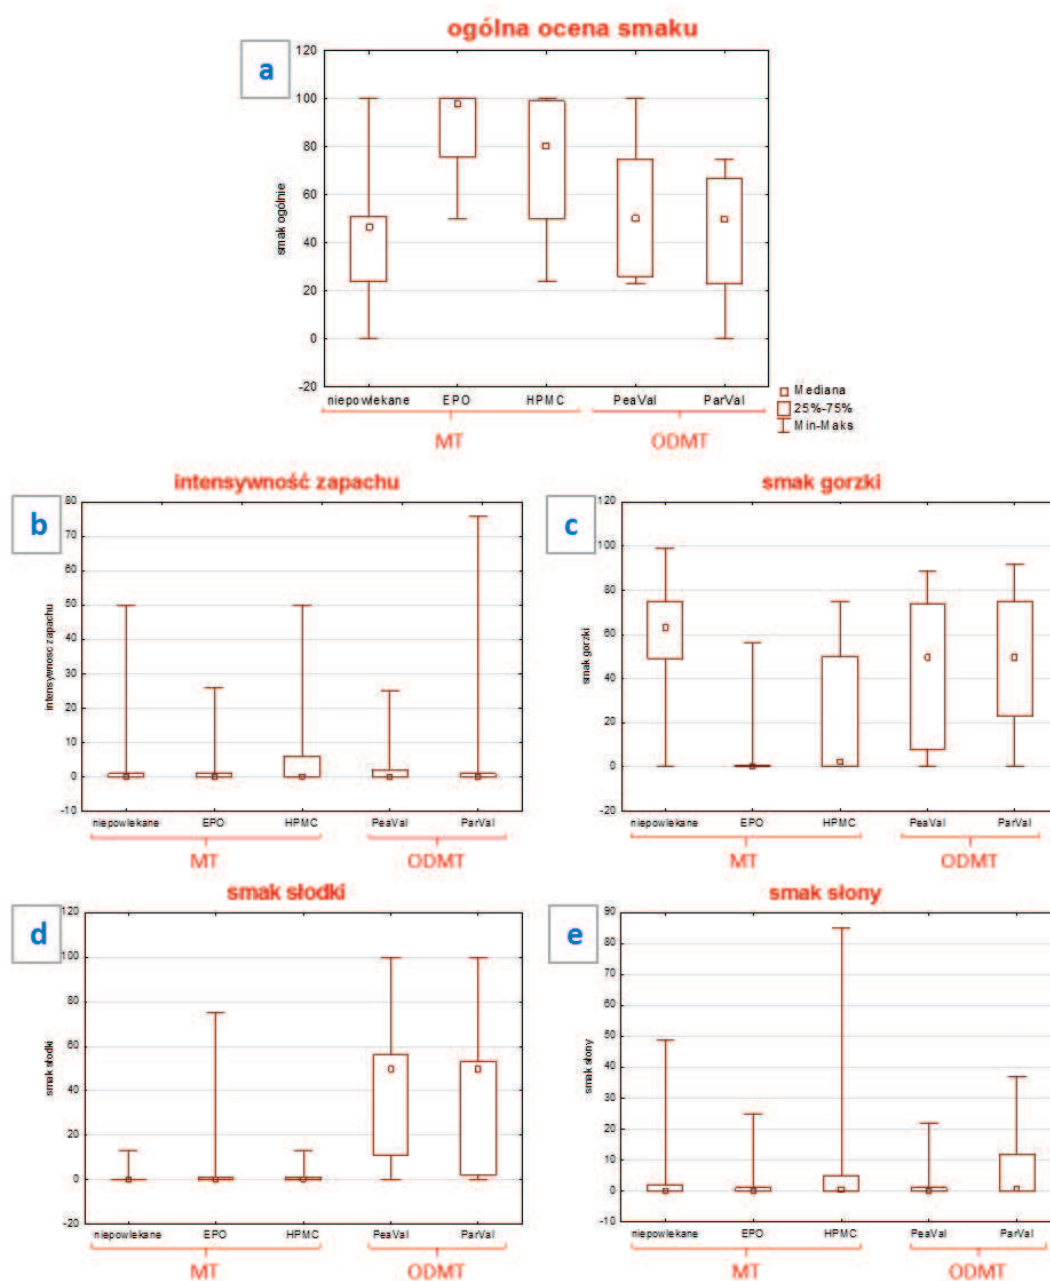 ogólna ocena smaku
a
120
100
80
60
40
20
0
-20
smak ogólnie
niepowlekane EPO HPMC PeaVal ParVal
MT ODMT
Mediana
25%-75%
Min-Maks
intensywność zapachu
b
80
70
60
50
40
30
20
10
0
-10
intensywnosc zapachu
niepowlekane EPO HPMC PeaVal ParVal
MT ODMT
smak gorzki
c
120
100
80
60
40
20
0
-20
smak gorzki
niepowlekane EPO HPMC PeaVal ParVal
MT ODMT
smak słodki
d
120
100
80
60
40
20
0
-20
smak słodki
niepowlekane EPO HPMC PeaVal ParVal
MT ODMT
smak słony
e
90
80
70
60
50
40
30
20
10
0
-10
smak słony
niepowlekane EPO HPMC PeaVal ParVal
MT ODMT